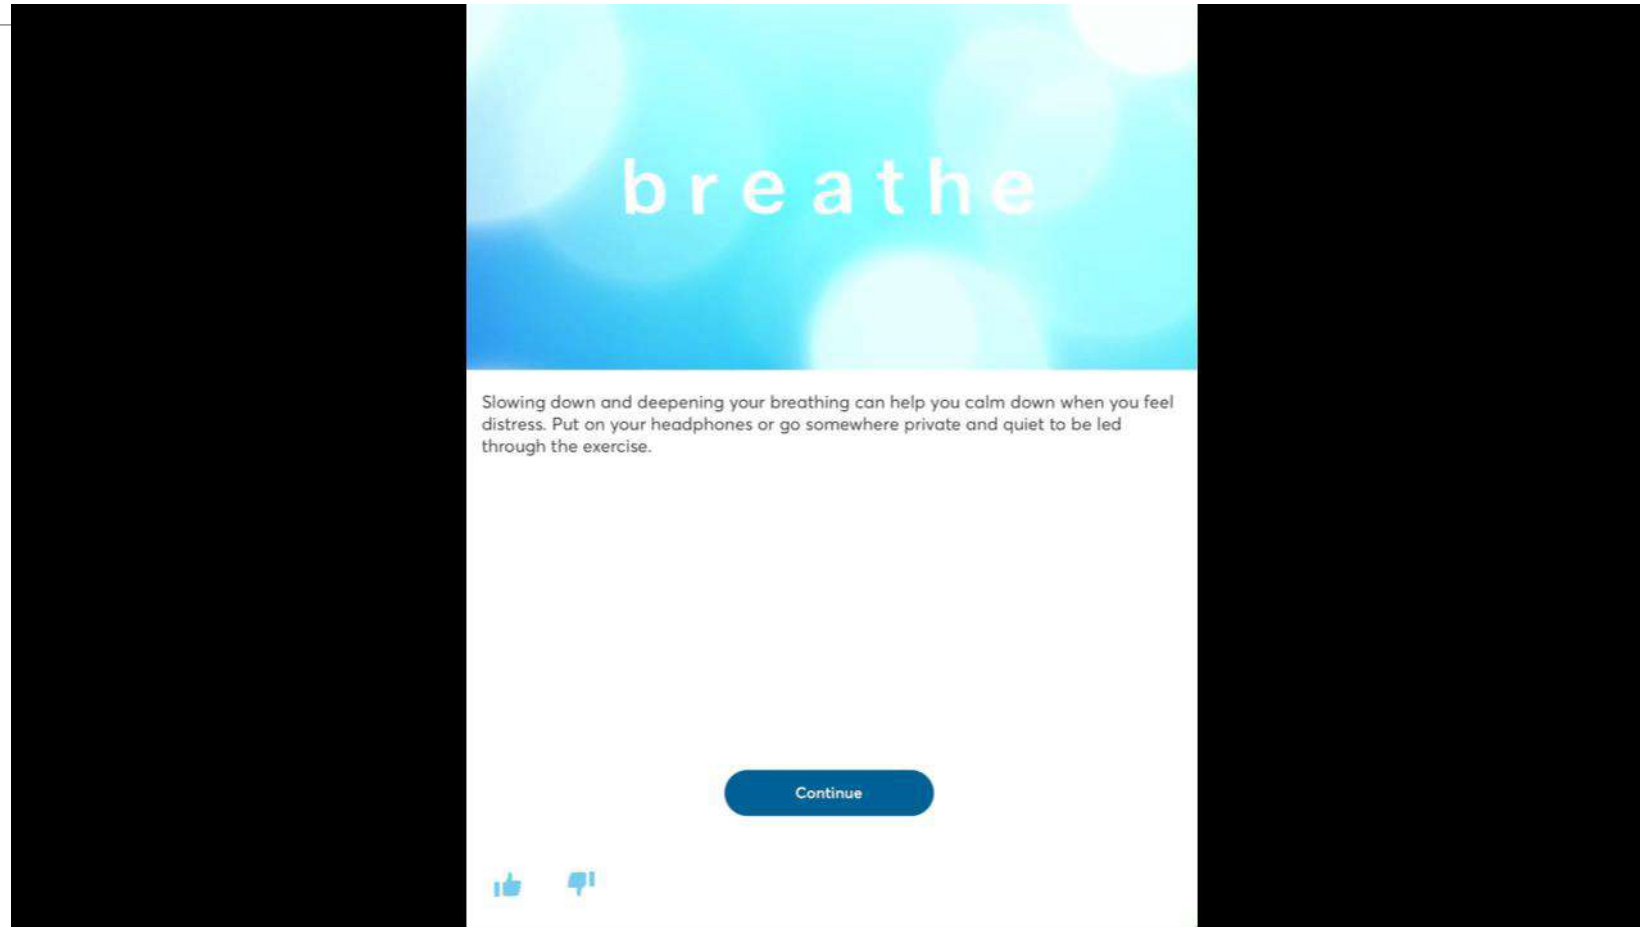 breathe
Slowing down and deepening your breathing can help you calm down when you feel
distress. Put on your headphones or go somewhere private and quiet to be led
through the exercise.
Continue